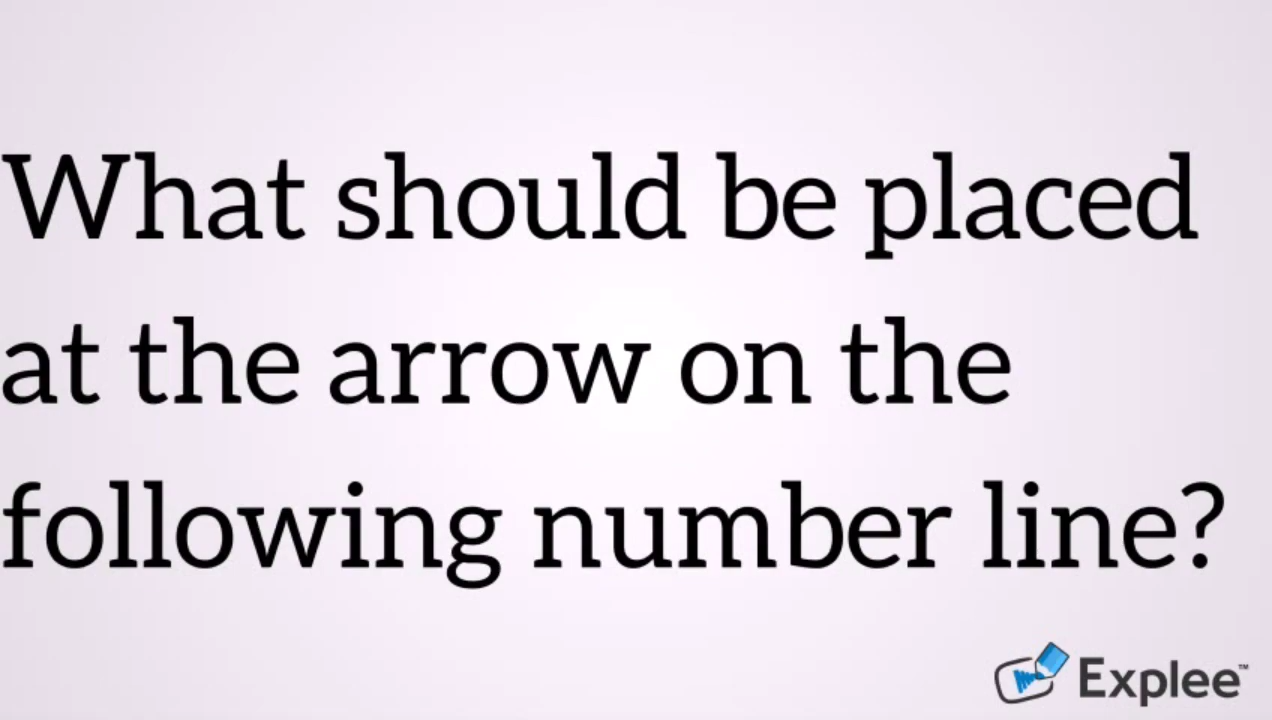 What should be placed
at the arrow on the
following number line?
Explee™